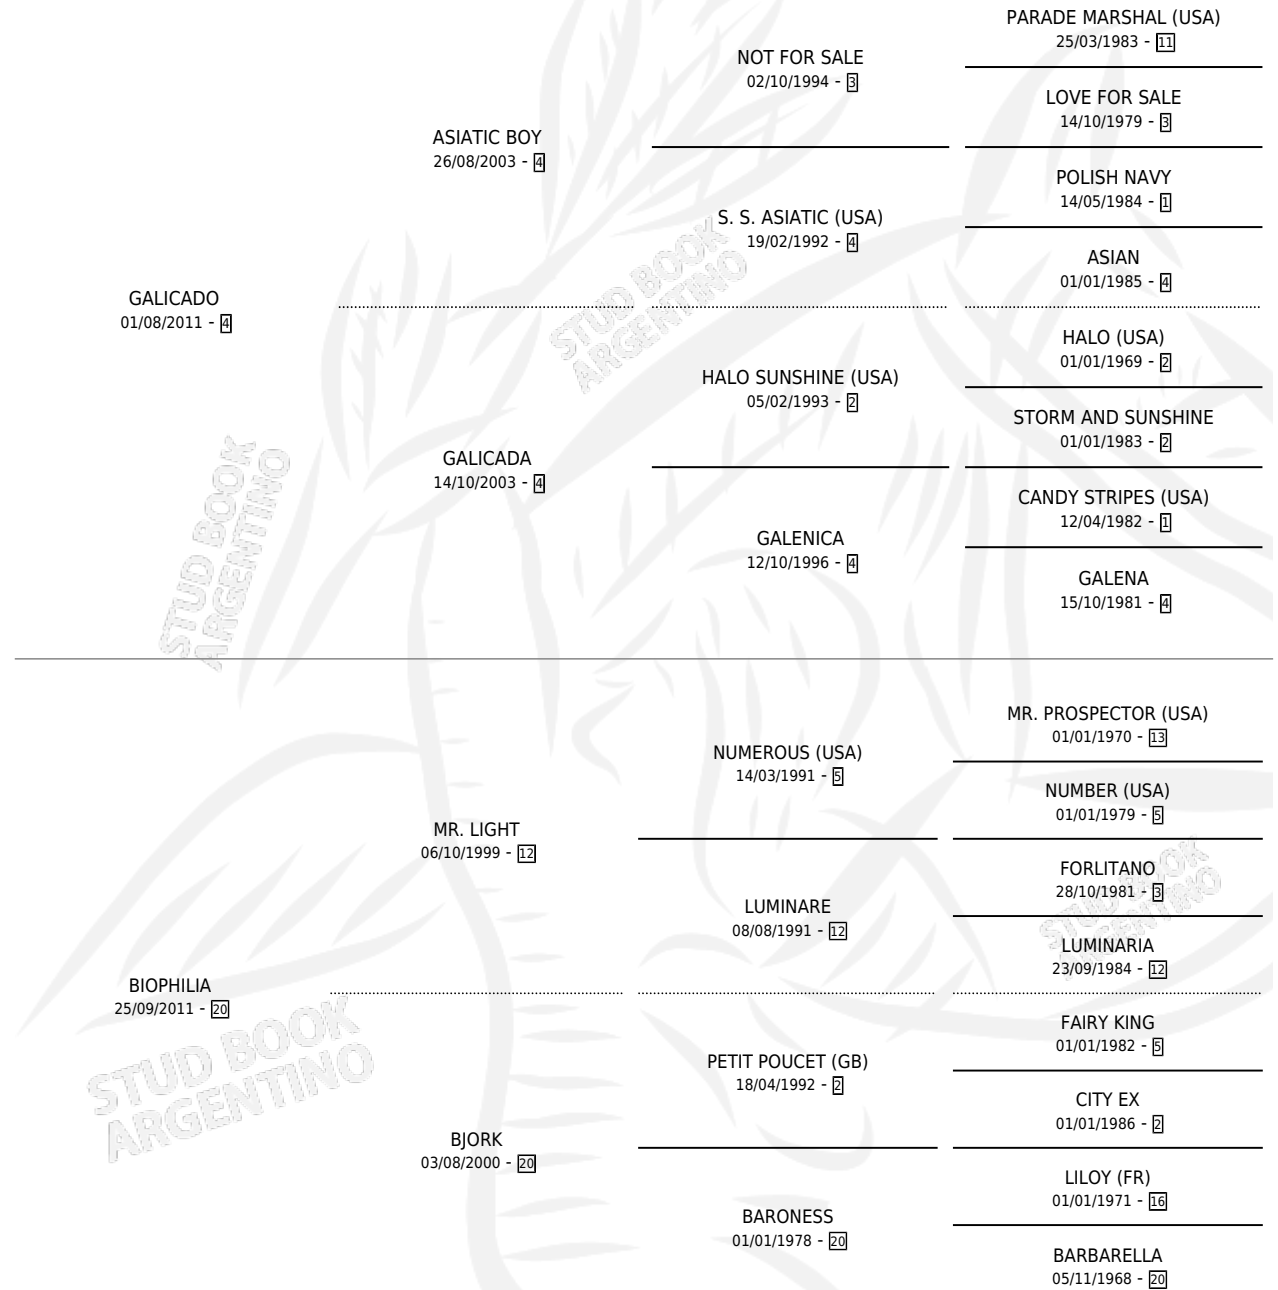 PARADE MARSHAL (USA)
25/03/1983 - 11
NOT FOR SALE
02/10/1994 - 3
LOVE FOR SALE
14/10/1979 - 3
ASIATIC BOY
26/08/2003 - 4
POLISH NAVY
14/05/1984 - 1
S. S. ASIATIC (USA)
19/02/1992 - 4
ASIAN
01/01/1985 - 4
GALICADO
01/08/2011 - 4
STUD BOOK
ARGENTINO
HALO (USA)
01/01/1969 - 2
HALO SUNSHINE (USA)
05/02/1993 - 2
STORM AND SUNSHINE
01/01/1983 - 2
GALICADA
14/10/2003 - 4
CANDY STRIPES (USA)
12/04/1982 - 1
GALENICA
12/10/1996 - 4
GALENA
15/10/1981 - 4
STUD BOOK
ARGENTINO
MR. PROSPECTOR (USA)
01/01/1970 - 13
NUMEROUS (USA)
14/03/1991 - 5
NUMBER (USA)
01/01/1979 - 5
MR. LIGHT
06/10/1999 - 12
FORLITANO
28/10/1981 - 3
LUMINARE
08/08/1991 - 12
STUD BOOK
ARGENTINO
LUMINARIA
23/09/1984 - 12
BIOPHILIA
25/09/2011 - 20
FAIRY KING
01/01/1982 - 5
PETIT POUCET (GB)
18/04/1992 - 2
CITY EX
01/01/1986 - 2
STUD BOOK
ARGENTINO
BJORK
03/08/2000 - 20
LILOY (FR)
01/01/1971 - 16
BARONESS
01/01/1978 - 20
BARBARELLA
05/11/1968 - 20